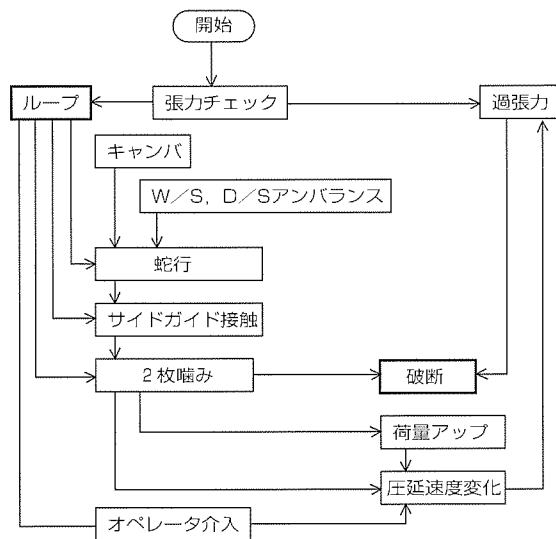 開始
ループ
張力チェック
過張力
キャンバ
W/S,D/Sアンバランス
蛇行
サイドガイド接触
2枚噛み
破断
荷量アップ
圧延速度変化
オペレータ介入